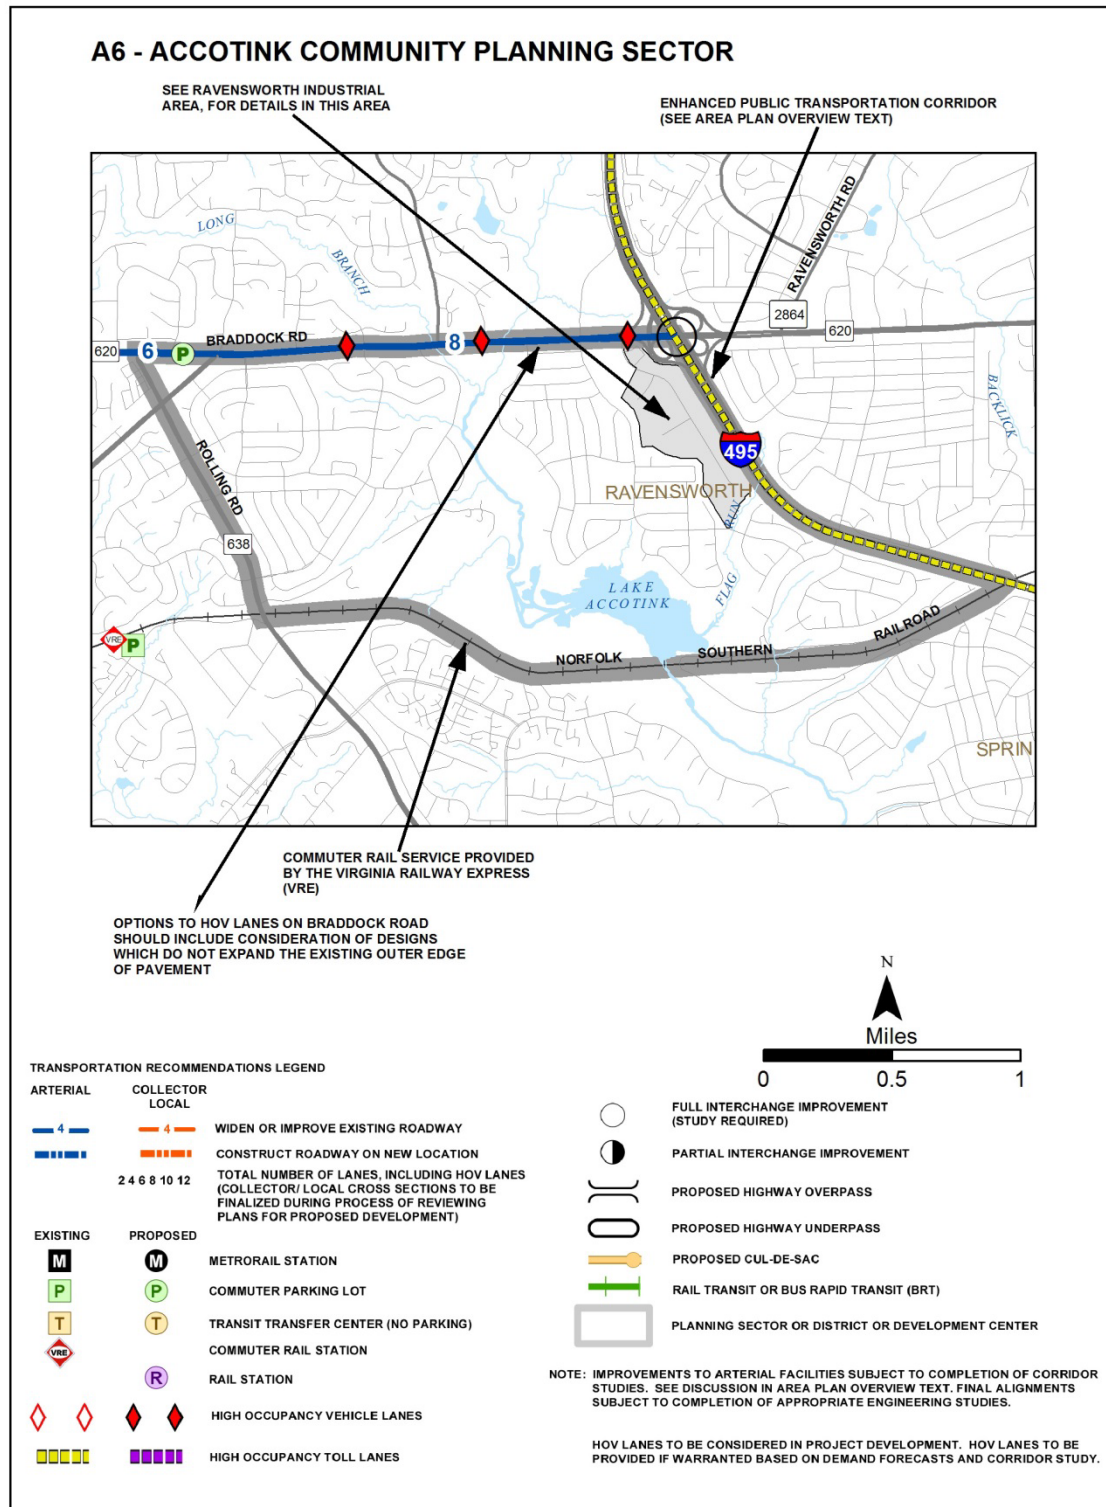 A6 - ACCOTINK COMMUNITY PLANNING SECTOR
SEE RAVENSWORTH INDUSTRIAL
AREA, FOR DETAILS IN THIS AREA
ENHANCED PUBLIC TRANSPORTATION CORRIDOR
(SEE AREA PLAN OVERVIEW TEXT)
LONG
BRANCH
RAVENSWORTH RD
2864
620
BRADDOCK RD
620
6
P
8
BACKLICK
ROLLING RD
495
RAVENSWORTH
RUN
638
FLAG
LAKE
ACCOTINK
RAILROAD
VRE
P
NORFOLK
SOUTHERN
SPRIN
COMMUTER RAIL SERVICE PROVIDED
BY THE VIRGINIA RAILWAY EXPRESS
(VRE)
OPTIONS TO HOV LANES ON BRADDOCK ROAD
SHOULD INCLUDE CONSIDERATION OF DESIGNS
WHICH DO NOT EXPAND THE EXISTING OUTER EDGE
OF PAVEMENT
N
Miles
0 0.5 1
TRANSPORTATION RECOMMENDATIONS LEGEND
ARTERIAL
COLLECTOR
LOCAL
4 4 WIDEN OR IMPROVE EXISTING ROADWAY
CONSTRUCT ROADWAY ON NEW LOCATION
2 4 6 8 10 12 TOTAL NUMBER OF LANES, INCLUDING HOV LANES
(COLLECTOR/ LOCAL CROSS SECTIONS TO BE
FINALIZED DURING PROCESS OF REVIEWING
PLANS FOR PROPOSED DEVELOPMENT)
EXISTING PROPOSED
M M METRORAIL STATION
P P COMMUTER PARKING LOT
T T TRANSIT TRANSFER CENTER (NO PARKING)
VRE COMMUTER RAIL STATION
R RAIL STATION
HIGH OCCUPANCY VEHICLE LANES
HIGH OCCUPANCY TOLL LANES
FULL INTERCHANGE IMPROVEMENT
(STUDY REQUIRED)
PARTIAL INTERCHANGE IMPROVEMENT
PROPOSED HIGHWAY OVERPASS
PROPOSED HIGHWAY UNDERPASS
PROPOSED CUL-DE-SAC
RAIL TRANSIT OR BUS RAPID TRANSIT (BRT)
PLANNING SECTOR OR DISTRICT OR DEVELOPMENT CENTER
NOTE: IMPROVEMENTS TO ARTERIAL FACILITIES SUBJECT TO COMPLETION OF CORRIDOR
STUDIES. SEE DISCUSSION IN AREA PLAN OVERVIEW TEXT. FINAL ALIGNMENTS
SUBJECT TO COMPLETION OF APPROPRIATE ENGINEERING STUDIES.
HOV LANES TO BE CONSIDERED IN PROJECT DEVELOPMENT. HOV LANES TO BE
PROVIDED IF WARRANTED BASED ON DEMAND FORECASTS AND CORRIDOR STUDY.